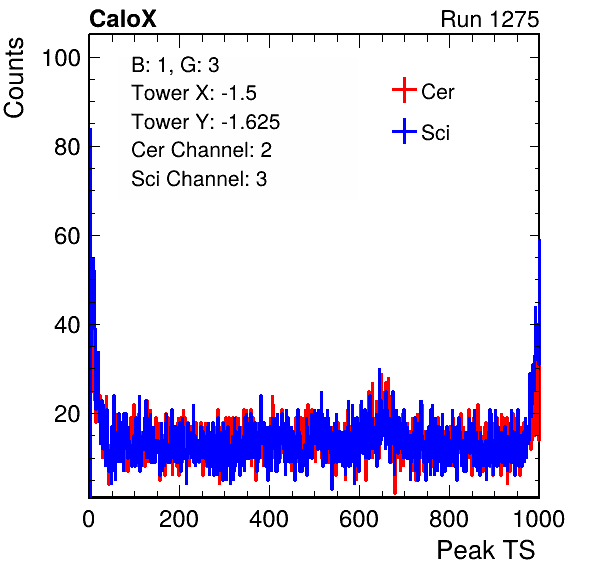 CaloX Run 1275
Counts
B: 1, G: 3
Tower X: -1.5
Tower Y: -1.625
Cer Channel: 2
Sci Channel: 3
Cer
Sci
100
80
60
40
20
0 200 400 600 800 1000
Peak TS